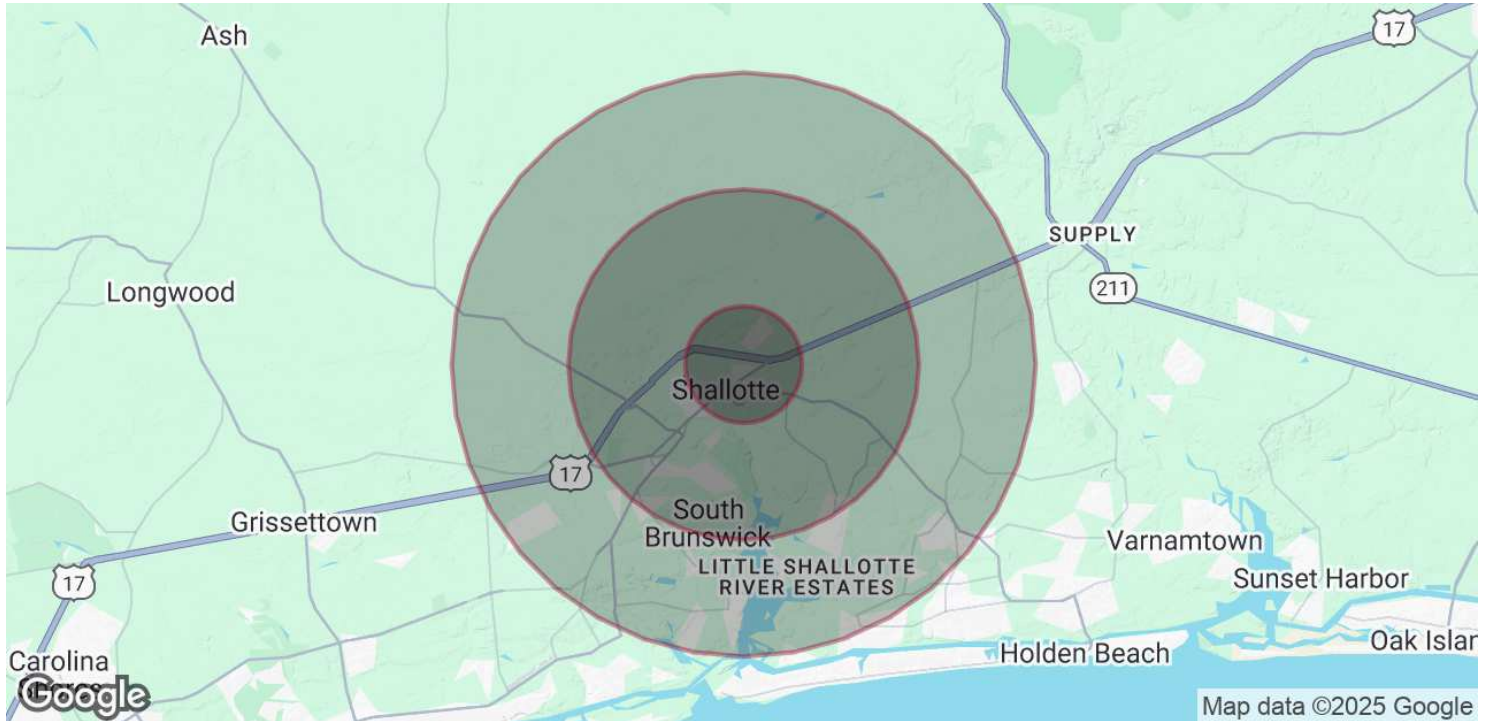 Ash
17
SUPPLY
211
Longwood
Shallotte
17
Grissettown
South
Brunswick
LITTLE SHALLOTTE
RIVER ESTATES
Varnamtown
Sunset Harbor
17
Holden Beach
Oak Islan
Carolina
Google
Map data ©2025 Google